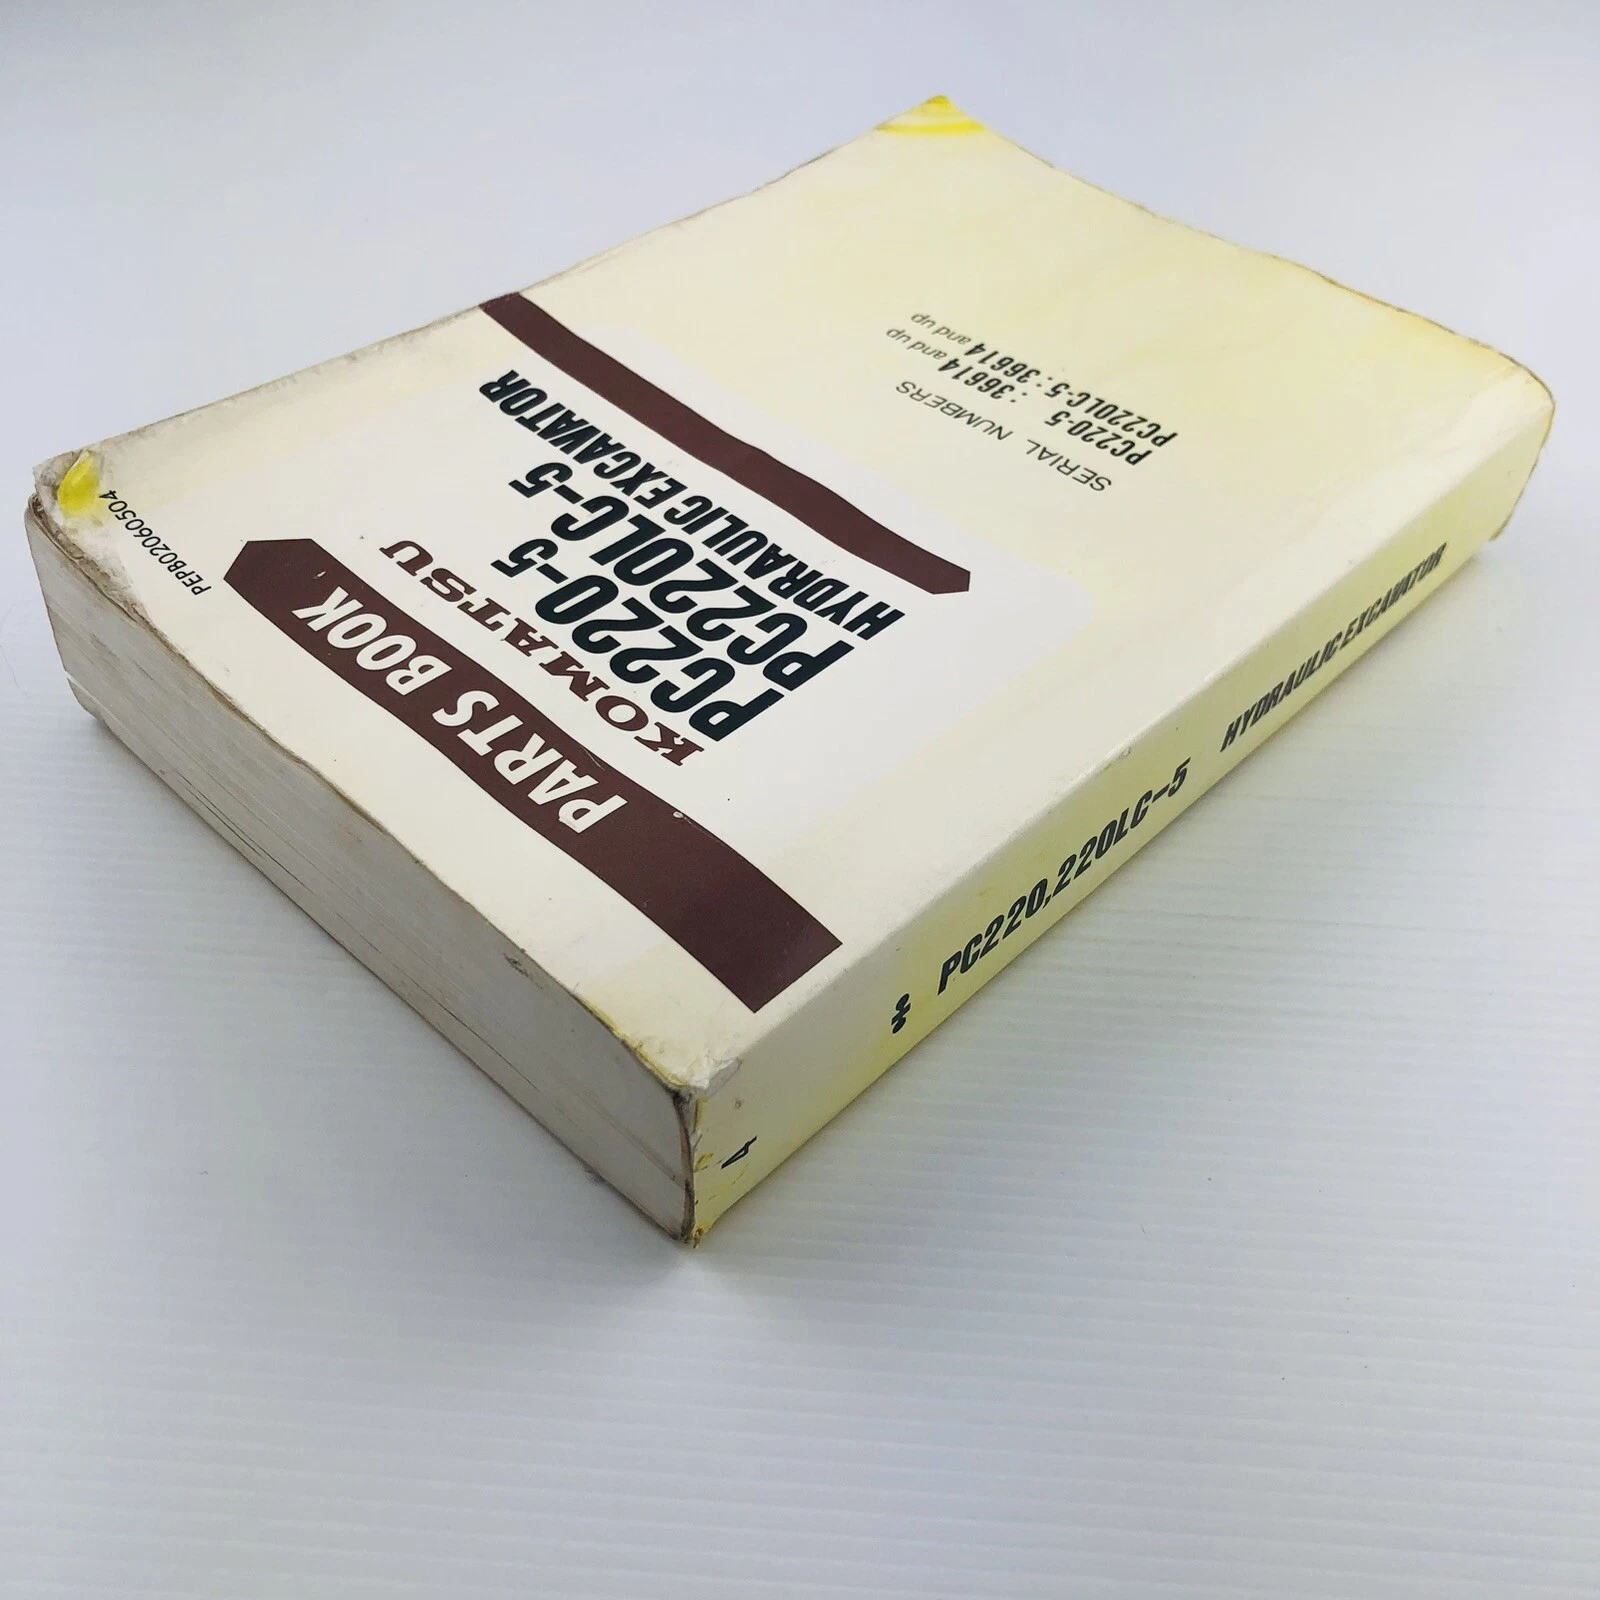 PEPB02060504
PARTS BOOK
KOMATSU
PC220-5
PC220LC-5
HYDRAULIC EXCAVATOR
SERIAL NUMBERS
PC220-5 : 36614 and up
PC220LC-5 : 36614 and up
PC220,220LC-5 HYDRAULIC EXCAVATOR
4